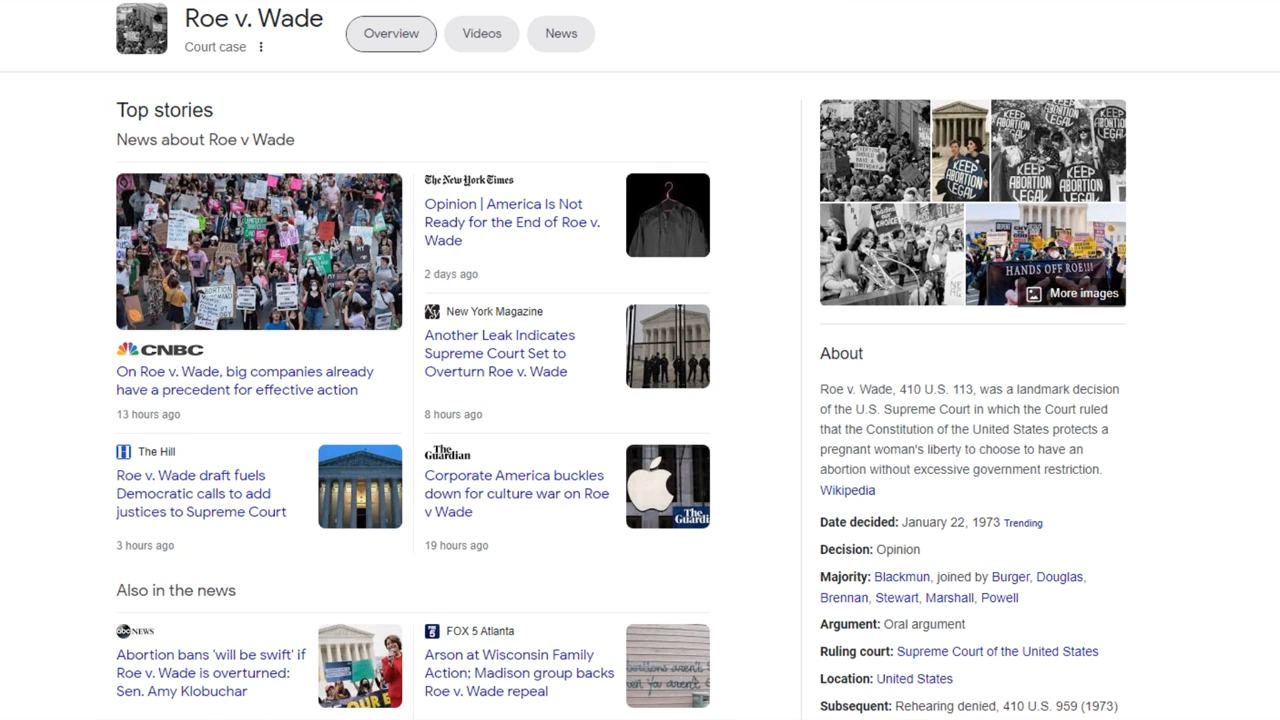 Roe v. Wade
Court case
Overview
Videos
News
Top stories
News about Roe v Wade
CNBC
On Roe v. Wade, big companies already
have a precedent for effective action
13 hours ago
The New York Times
Opinion | America Is Not
Ready for the End of Roe v.
Wade
2 days ago
New York Magazine
Another Leak Indicates
Supreme Court Set to
Overturn Roe v. Wade
8 hours ago
The Hill
Roe v. Wade draft fuels
Democratic calls to add
justices to Supreme Court
3 hours ago
The
Guardian
Corporate America buckles
down for culture war on Roe
v Wade
The
Guardi
19 hours ago
Also in the news
abc NEWS
Abortion bans 'will be swift' if
Roe v. Wade is overturned:
Sen. Amy Klobuchar
FOX 5 Atlanta
Arson at Wisconsin Family
Action; Madison group backs
Roe v. Wade repeal
KEEP
ABORTION
LEGAL
KEEP
ABORTION
LEGAL
KEEP
ABORTION
LEGAL
HANDS OFF ROE!!!
More images
About
Roe v. Wade, 410 U.S. 113, was a landmark decision
of the U.S. Supreme Court in which the Court ruled
that the Constitution of the United States protects a
pregnant woman's liberty to choose to have an
abortion without excessive government restriction.
Wikipedia
Date decided: January 22, 1973 Trending
Decision: Opinion
Majority: Blackmun, joined by Burger, Douglas,
Brennan, Stewart, Marshall, Powell
Argument: Oral argument
Ruling court: Supreme Court of the United States
Location: United States
Subsequent: Rehearing denied, 410 U.S. 959 (1973)